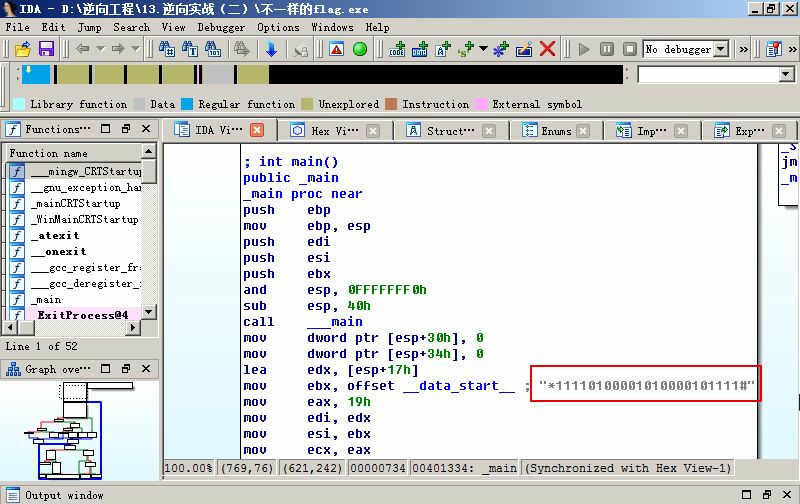 IDA - D:\逆向工程\13.逆向实战（二）\不一样的flag.exe
File Edit Jump Search View Debugger Options Windows Help
No debugger
Library function Data Regular function Unexplored Instruction External symbol
Functions··· IDA Vi··· Hex Vi··· Struct··· Enums Imp··· Exp···
Function name
___mingw_CRTStartup
__gnu_exception_han
_mainCRTStartup
_WinMainCRTStartup
_atexit
__onexit
___gcc_register_fra
___gcc_deregister_f
_main
ExitProcess@4
Line 1 of 52
Graph ove···
; int main()
public _main
_main proc near
push ebp
mov ebp, esp
push edi
push esi
push ebx
and esp, 0FFFFFFF0h
sub esp, 40h
call ___main
mov dword ptr [esp+30h], 0
mov dword ptr [esp+34h], 0
lea edx, [esp+17h]
mov ebx, offset __data_start__ ; "*11110100001010000101111#"
mov eax, 19h
mov edi, edx
mov esi, ebx
mov ecx, eax
jm
_m
100.00% (769,76) (621,242) 00000734 00401334: _main (Synchronized with Hex View-1)
Output window